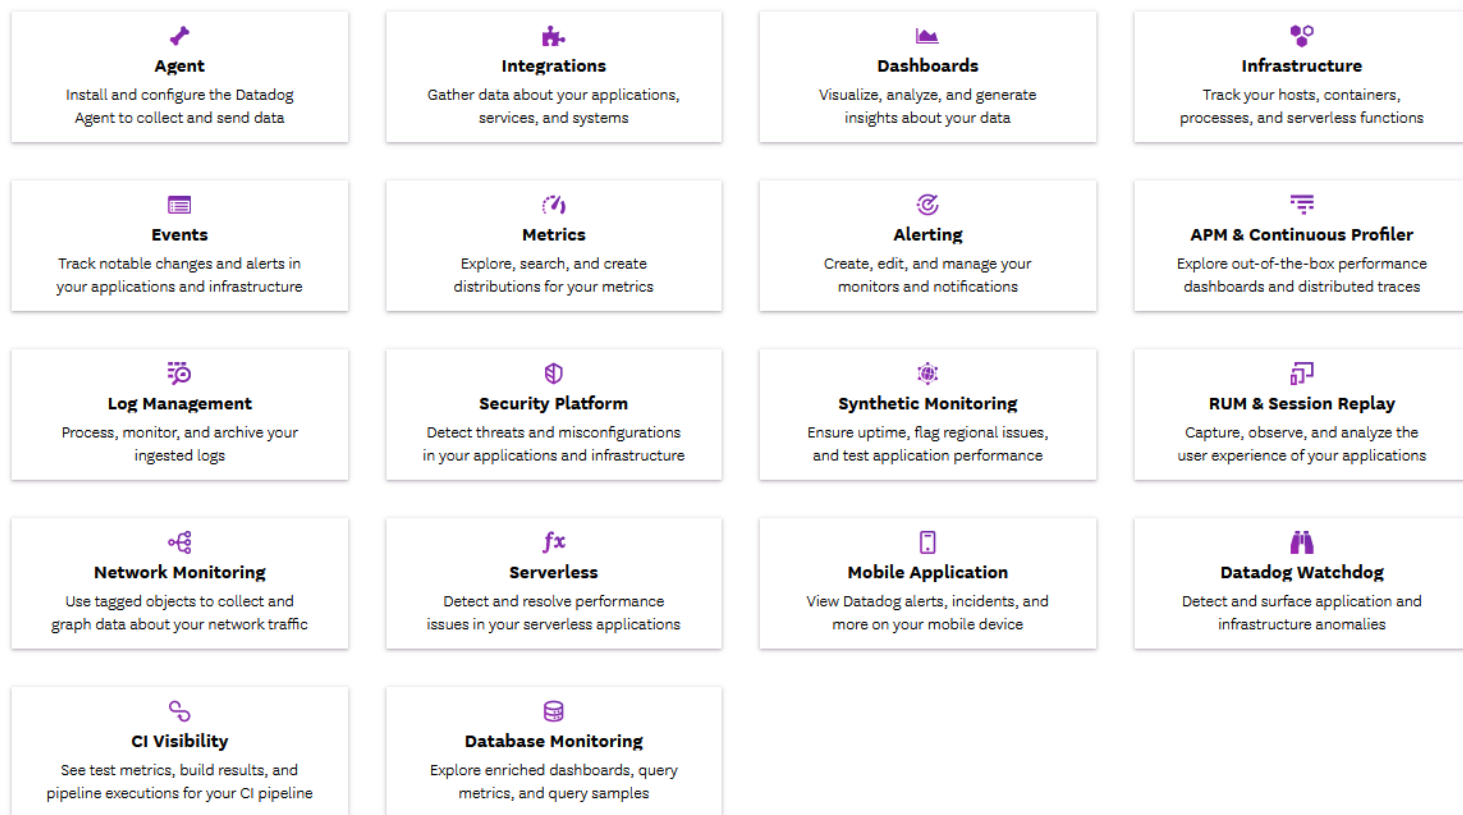 Agent
Install and configure the Datadog
Agent to collect and send data
Integrations
Gather data about your applications,
services, and systems
Dashboards
Visualize, analyze, and generate
insights about your data
Infrastructure
Track your hosts, containers,
processes, and serverless functions
Events
Track notable changes and alerts in
your applications and infrastructure
Metrics
Explore, search, and create
distributions for your metrics
Alerting
Create, edit, and manage your
monitors and notifications
APM & Continuous Profiler
Explore out-of-the-box performance
dashboards and distributed traces
Log Management
Process, monitor, and archive your
ingested logs
Security Platform
Detect threats and misconfigurations
in your applications and infrastructure
Synthetic Monitoring
Ensure uptime, flag regional issues,
and test application performance
RUM & Session Replay
Capture, observe, and analyze the
user experience of your applications
Network Monitoring
Use tagged objects to collect and
graph data about your network traffic
fx
Serverless
Detect and resolve performance
issues in your serverless applications
Mobile Application
View Datadog alerts, incidents, and
more on your mobile device
Datadog Watchdog
Detect and surface application and
infrastructure anomalies
CI Visibility
See test metrics, build results, and
pipeline executions for your CI pipeline
Database Monitoring
Explore enriched dashboards, query
metrics, and query samples